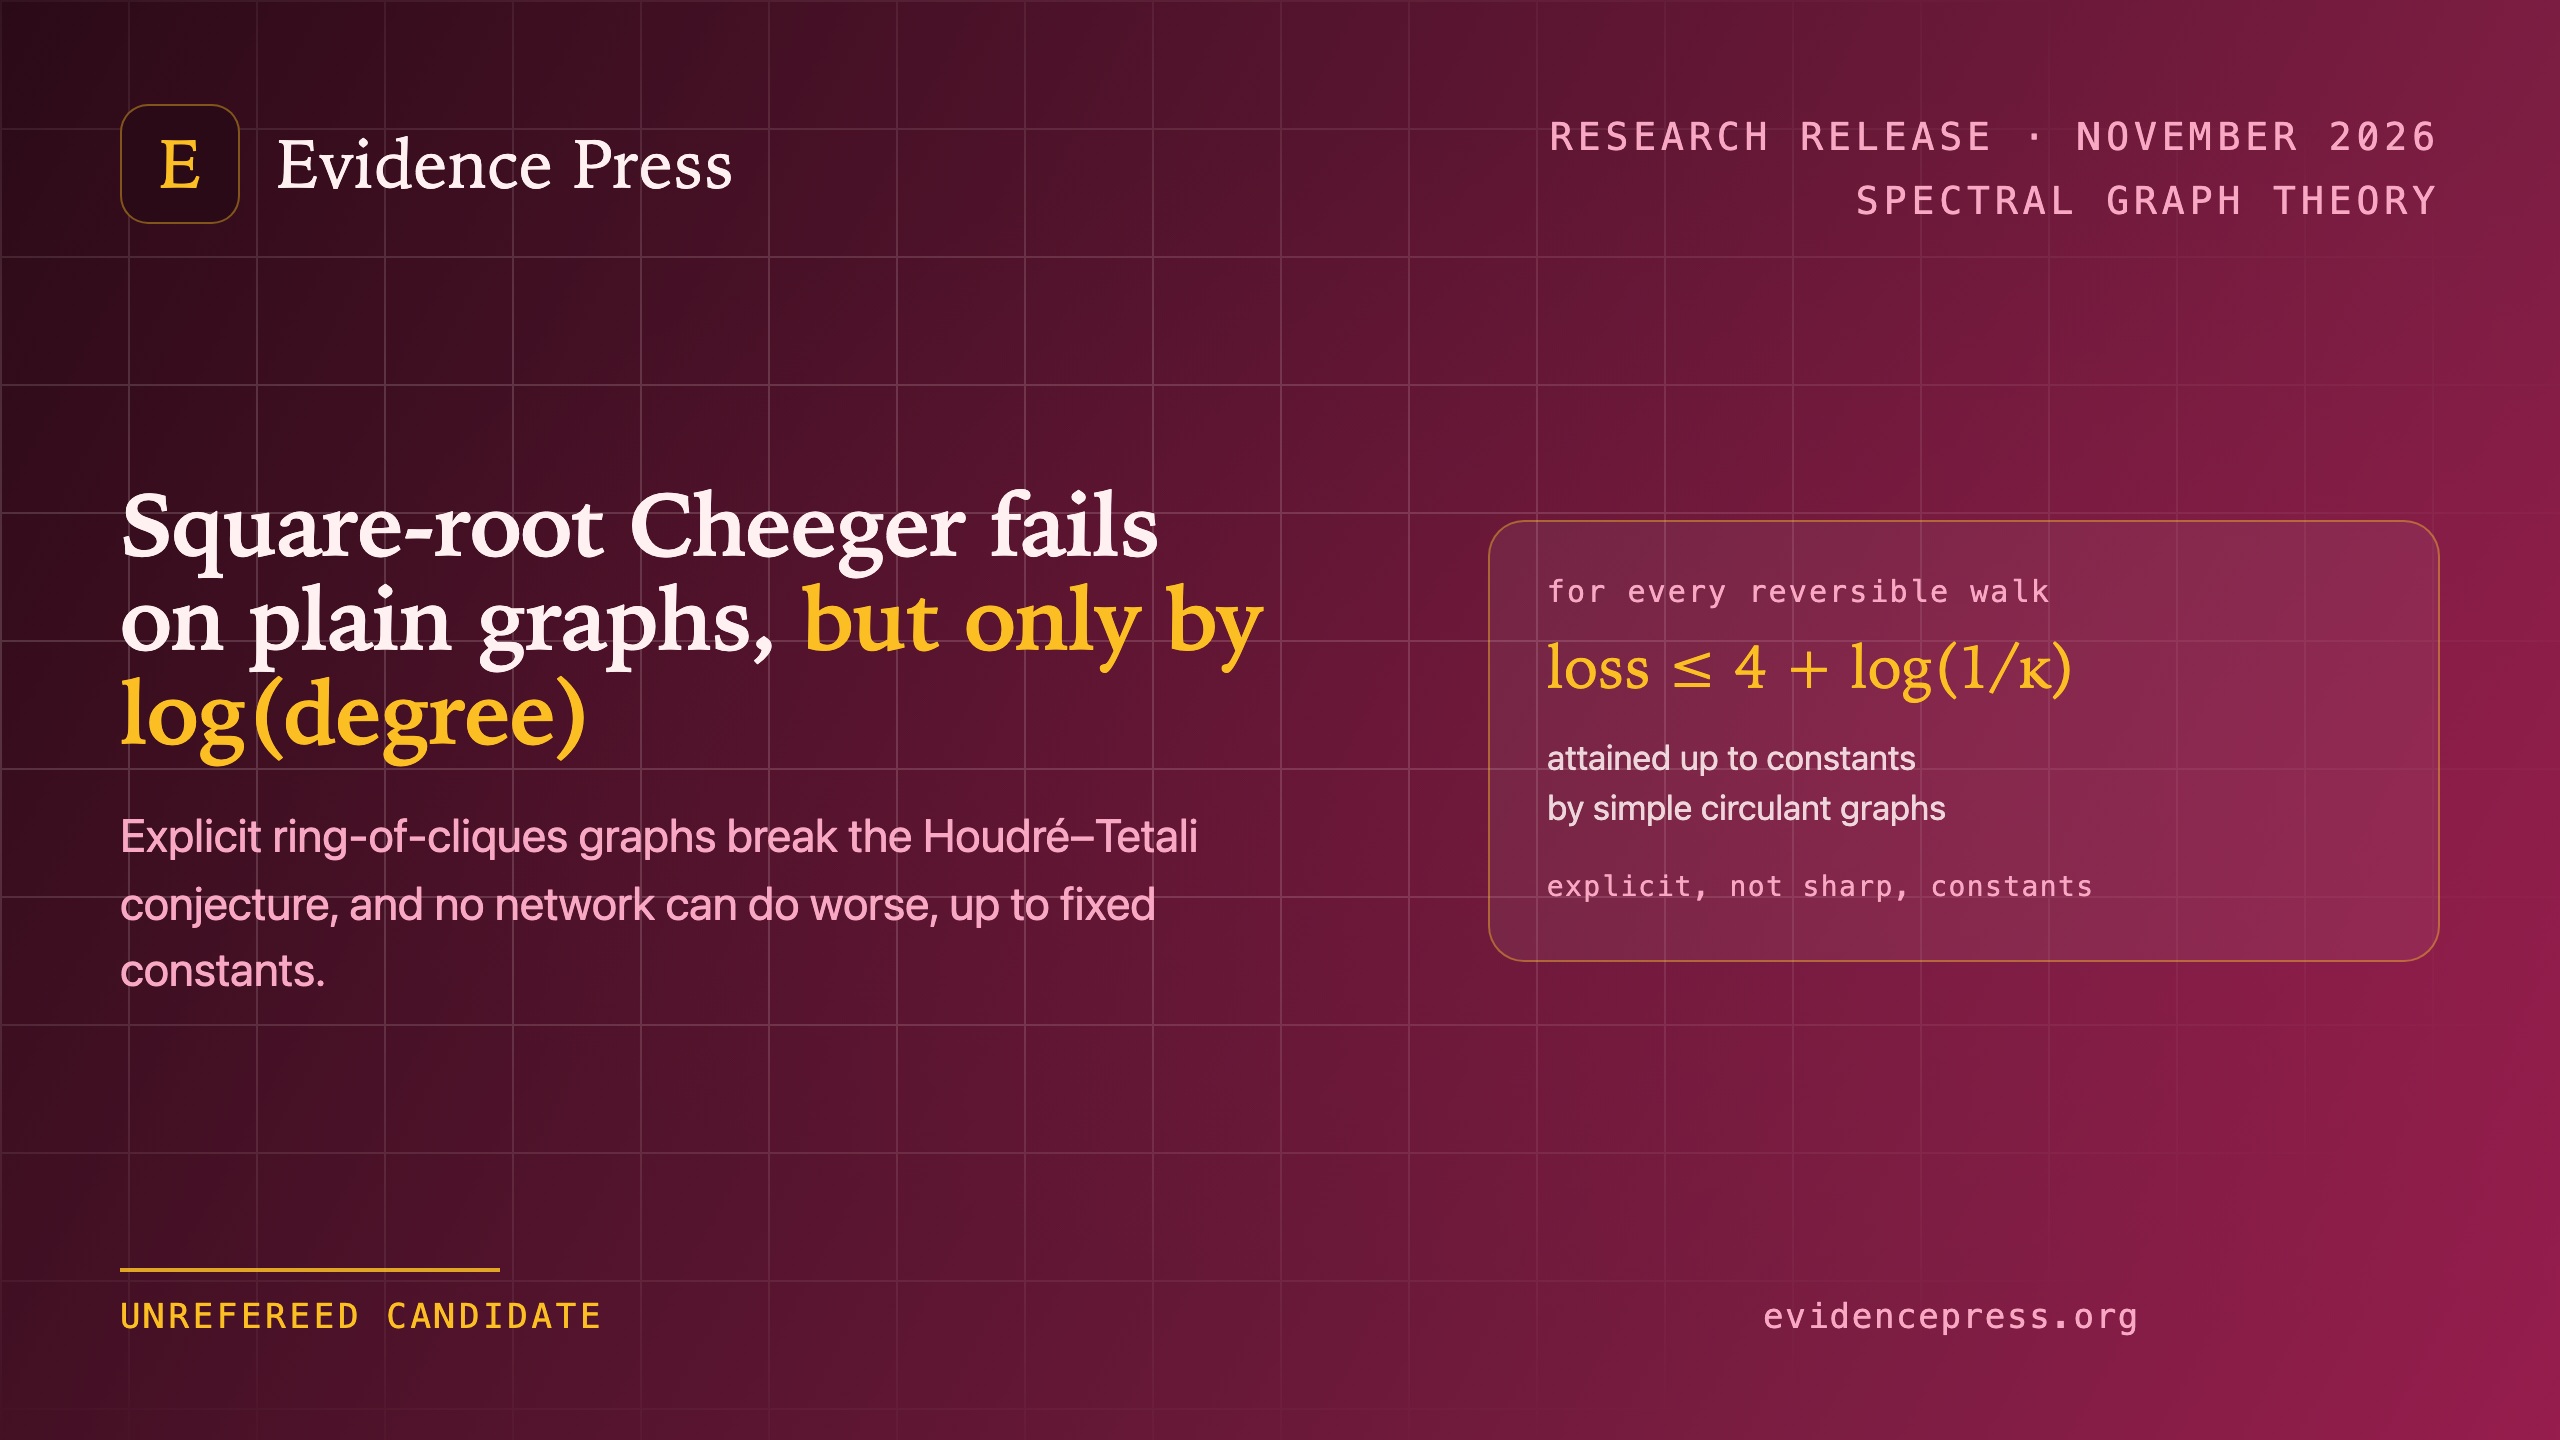 E
Evidence Press
RESEARCH RELEASE · NOVEMBER 2026
SPECTRAL GRAPH THEORY
Square-root Cheeger fails
on plain graphs, but only by
log(degree)
Explicit ring-of-cliques graphs break the Houdré–Tetali
conjecture, and no network can do worse, up to fixed
constants.
for every reversible walk
loss ≤ 4 + log(1/κ)
attained up to constants
by simple circulant graphs
explicit, not sharp, constants
UNREFEREED CANDIDATE
evidencepress.org